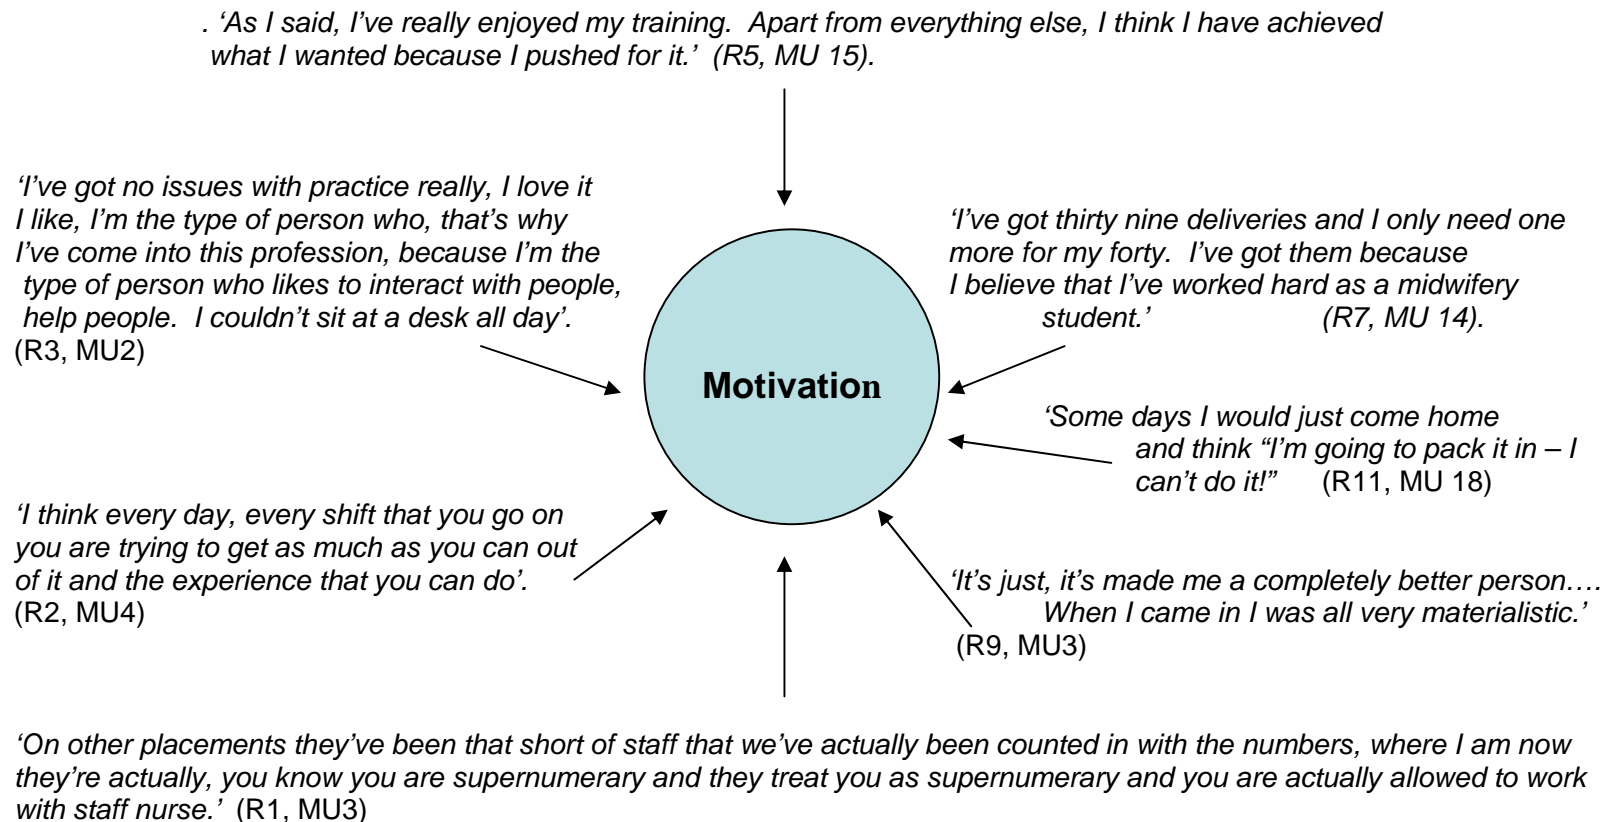 . ‘As I said, I’ve really enjoyed my training.  Apart from everything else, I think I have achieved
what I wanted because I pushed for it.’  (R5, MU 15).
‘I’ve got no issues with practice really, I love it
I like, I’m the type of person who, that’s why
I’ve come into this profession, because I’m the
type of person who likes to interact with people,
help people.  I couldn’t sit at a desk all day’.
(R3, MU2)
‘I’ve got thirty nine deliveries and I only need one
more for my forty.  I’ve got them because
I believe that I’ve worked hard as a midwifery
student.’ (R7, MU 14).
Motivation
‘Some days I would just come home
and think “I’m going to pack it in – I
can’t do it!” (R11, MU 18)
‘I think every day, every shift that you go on
you are trying to get as much as you can out
of it and the experience that you can do’.
(R2, MU4)
‘It’s just, it’s made me a completely better person….
When I came in I was all very materialistic.’
(R9, MU3)
‘On other placements they’ve been that short of staff that we’ve actually been counted in with the numbers, where I am now
they’re actually, you know you are supernumerary and they treat you as supernumerary and you are actually allowed to work
with staff nurse.’ (R1, MU3)